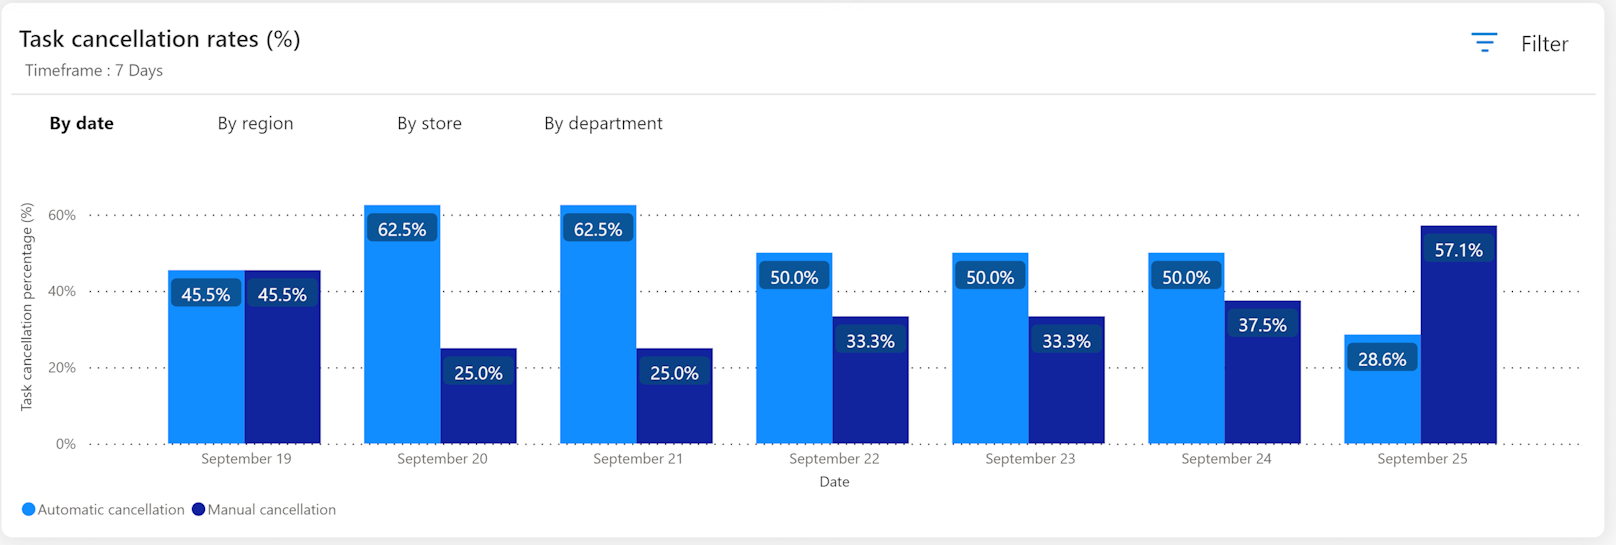 Task cancellation rates (%)
Filter
Timeframe : 7 Days
By date By region By store By department
Task cancellation percentage (%)
60%
40%
20%
0%
45.5% 45.5% 62.5% 25.0% 62.5% 25.0% 50.0% 33.3% 50.0% 33.3% 50.0% 37.5% 28.6% 57.1%
September 19 September 20 September 21 September 22 September 23 September 24 September 25
Date
Automatic cancellation Manual cancellation